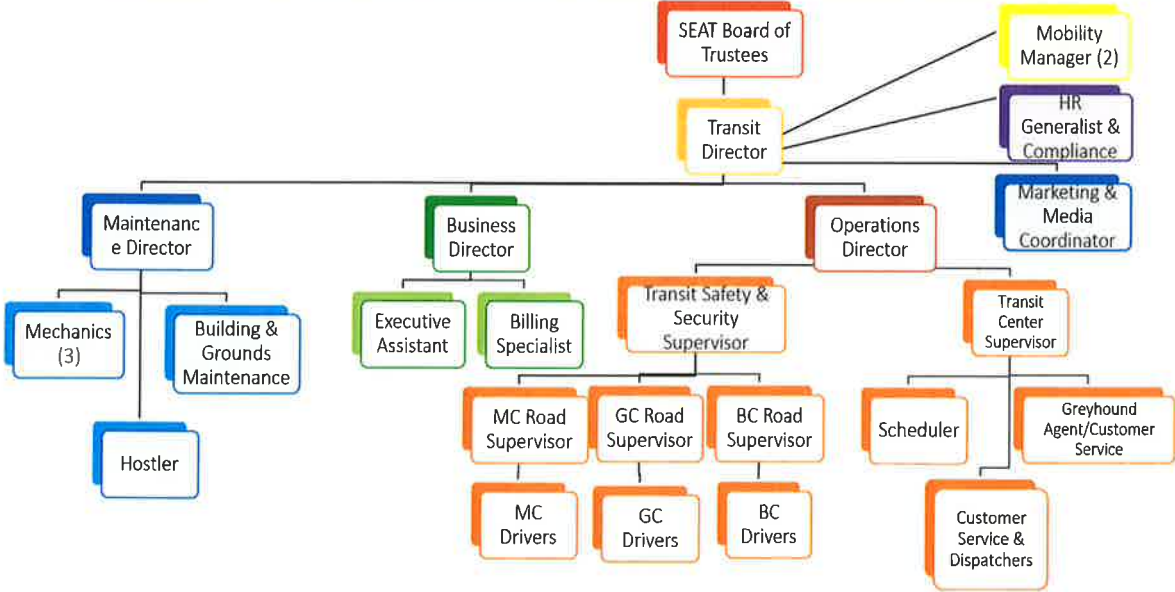 SEAT Board of
Trustees
Mobility
Manager (2)
HR
Generalist &
Compliance
Transit
Director
Marketing &
Media
Coordinator
Maintenanc
e Director
Business
Director
Operations
Director
Mechanics
(3)
Building &
Grounds
Maintenance
Hostler
Executive
Assistant
Billing
Specialist
Transit Safety &
Security
Supervisor
Transit
Center
Supervisor
MC Road
Supervisor
GC Road
Supervisor
BC Road
Supervisor
MC
Drivers
GC
Drivers
BC
Drivers
Scheduler
Greyhound
Agent/Customer
Service
Customer
Service &
Dispatchers